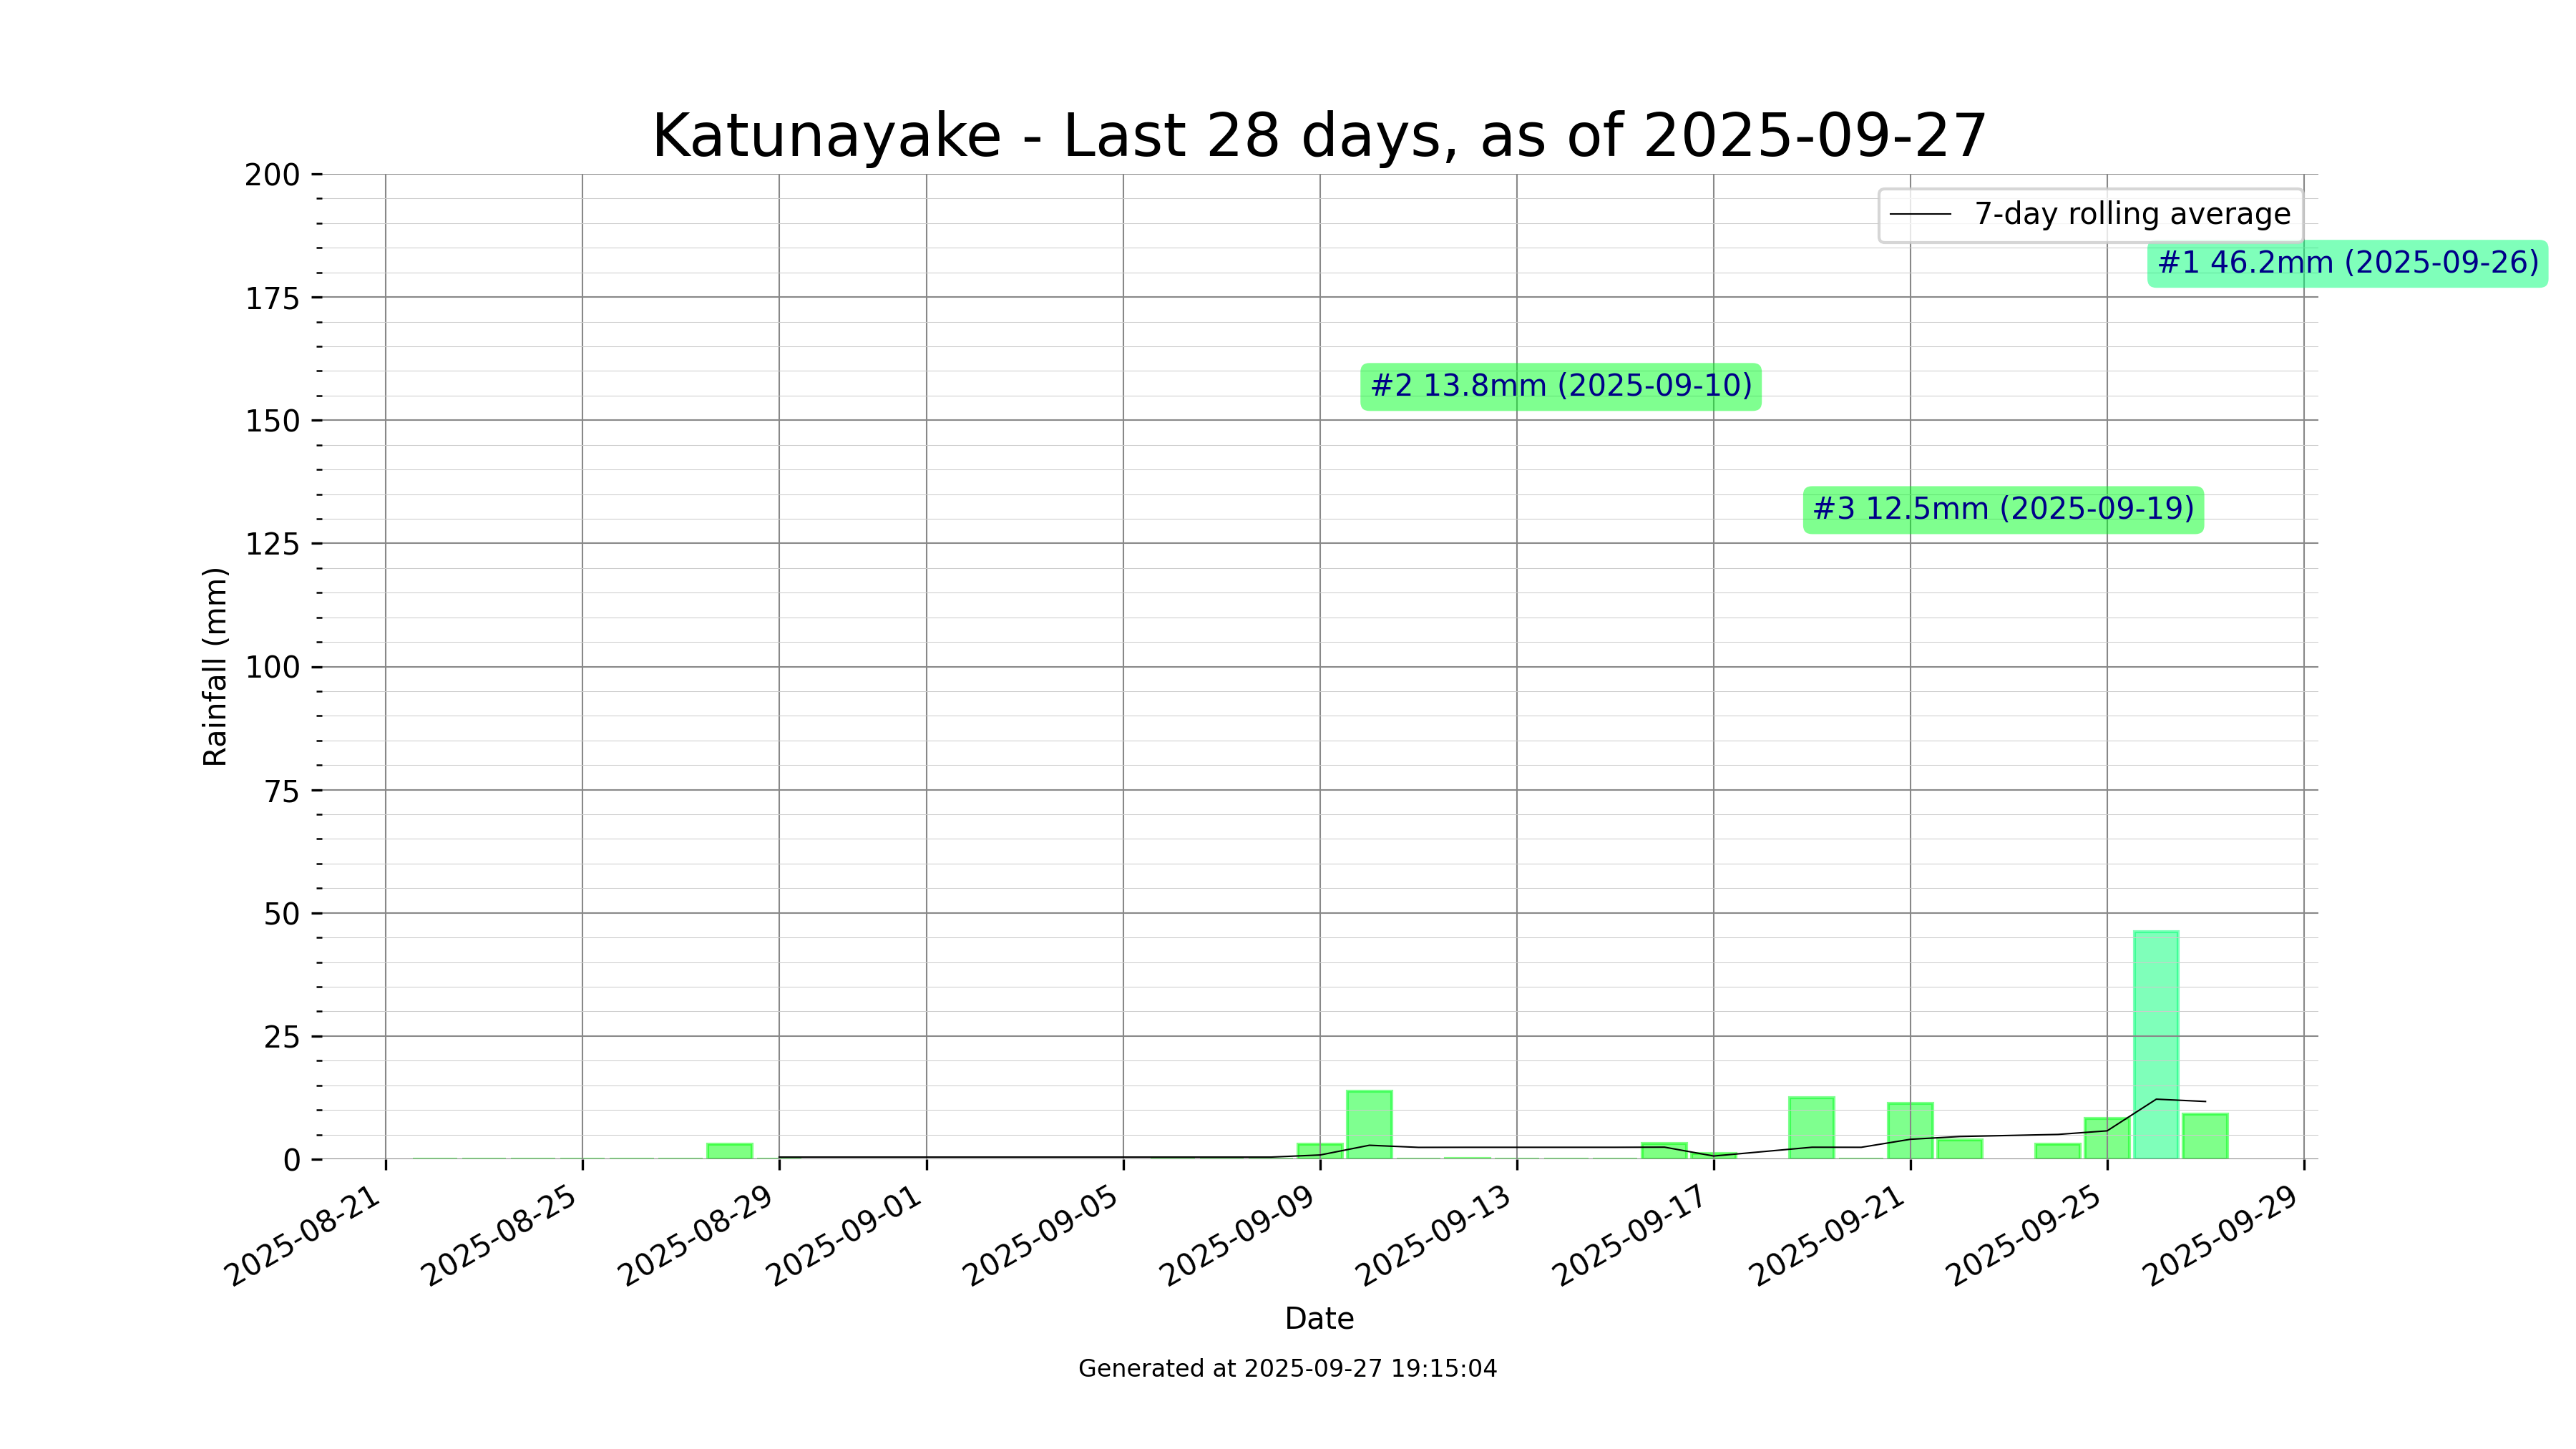 Katunayake - Last 28 days, as of 2025-09-27
7-day rolling average
#1 46.2mm (2025-09-26)
#2 13.8mm (2025-09-10)
#3 12.5mm (2025-09-19)
Rainfall (mm)
200
175
150
125
100
75
50
25
0
2025-08-21
2025-08-25
2025-08-29
2025-09-01
2025-09-05
2025-09-09
2025-09-13
2025-09-17
2025-09-21
2025-09-25
2025-09-29
Date
Generated at 2025-09-27 19:15:04